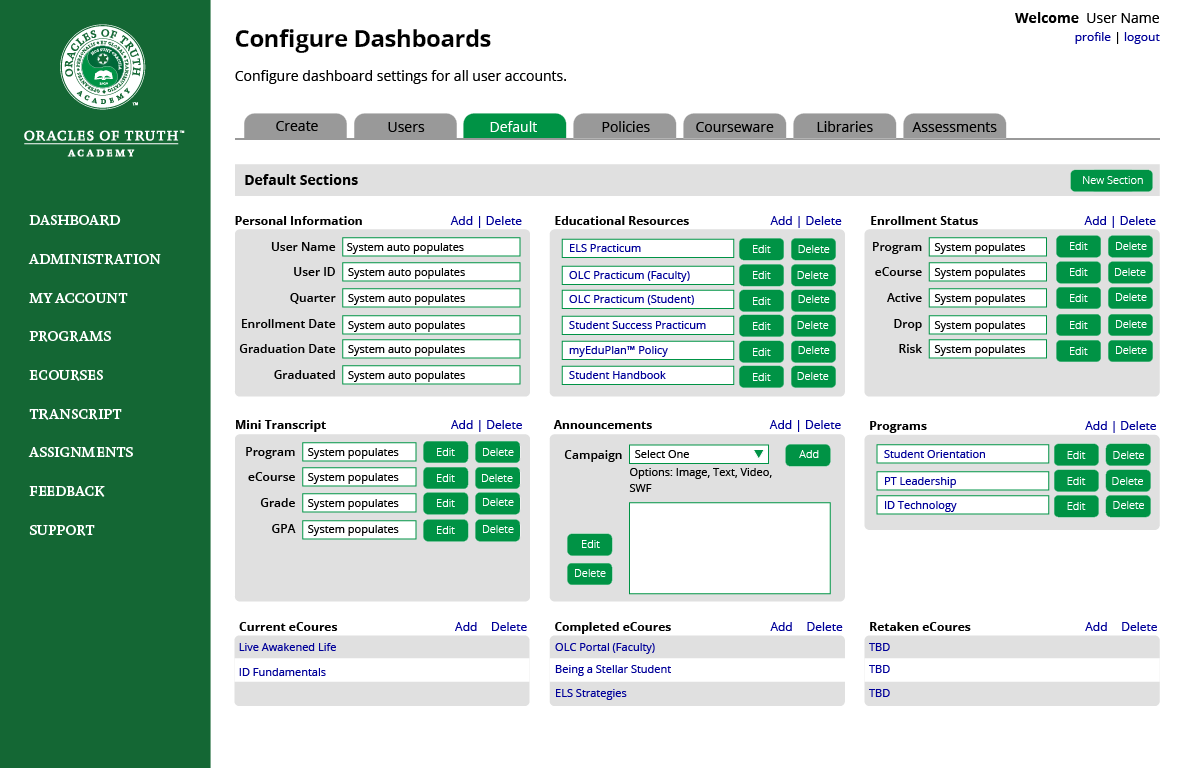 Welcome User Name
profile | logout
ORACLES OF TRUTH
ACADEMY
™
ORACLES OF TRUTH™
ACADEMY
DASHBOARD
ADMINISTRATION
MY ACCOUNT
PROGRAMS
ECOURSES
TRANSCRIPT
ASSIGNMENTS
FEEDBACK
SUPPORT
Configure Dashboards
Configure dashboard settings for all user accounts.
Create Users Default Policies Courseware Libraries Assessments
Default Sections New Section
Personal Information Add | Delete
User Name System auto populates
User ID System auto populates
Quarter System auto populates
Enrollment Date System auto populates
Graduation Date System auto populates
Graduated System auto populates
Educational Resources Add | Delete
ELS Practicum Edit Delete
OLC Practicum (Faculty) Edit Delete
OLC Practicum (Student) Edit Delete
Student Success Practicum Edit Delete
myEduPlan™ Policy Edit Delete
Student Handbook Edit Delete
Enrollment Status Add | Delete
Program System populates Edit Delete
eCourse System populates Edit Delete
Active System populates Edit Delete
Drop System populates Edit Delete
Risk System populates Edit Delete
Mini Transcript Add | Delete
Program System populates Edit Delete
eCourse System populates Edit Delete
Grade System populates Edit Delete
GPA System populates Edit Delete
Announcements Add | Delete
Campaign Select One Add
Options: Image, Text, Video,
SWF
Edit
Delete
Programs Add | Delete
Student Orientation Edit Delete
PT Leadership Edit Delete
ID Technology Edit Delete
Current eCoures Add Delete
Live Awakened Life
ID Fundamentals
Completed eCoures Add Delete
OLC Portal (Faculty)
Being a Stellar Student
ELS Strategies
Retaken eCoures Add Delete
TBD
TBD
TBD